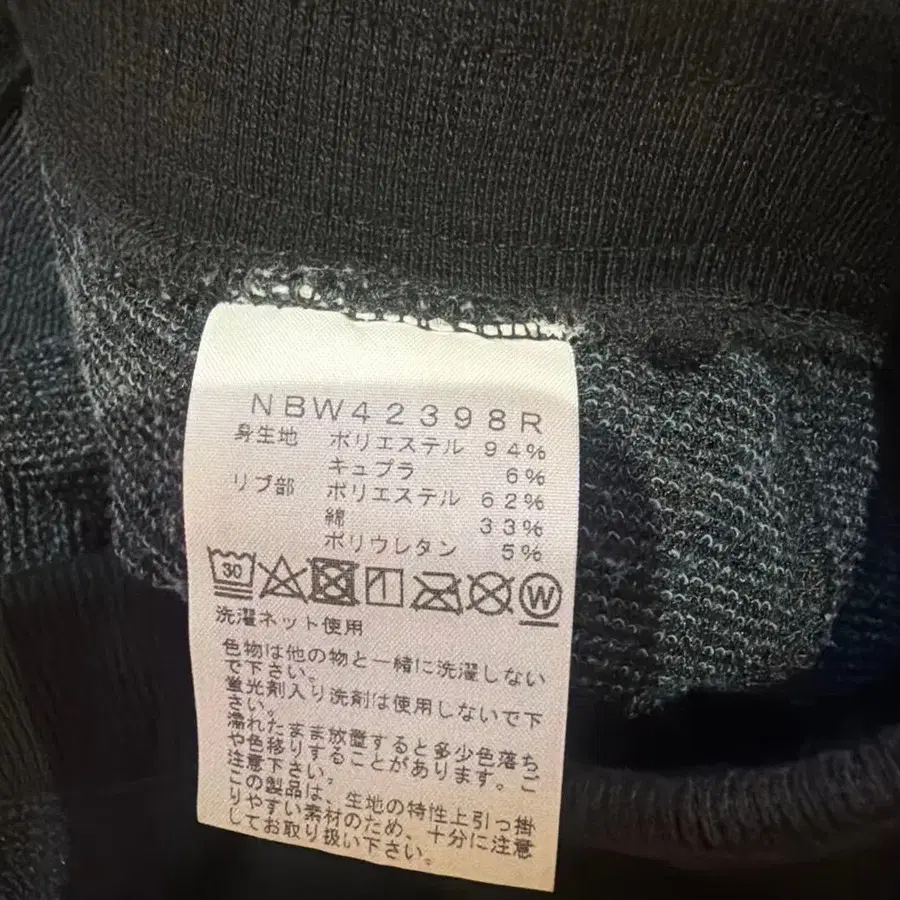 NBW42398R
身生地 ポリエステル 94%
キュプラ 6%
リブ部 ポリエステル 62%
綿 33%
ポリウレタン 5%
30 W
洗濯ネット使用
色物は他の物と一緒に洗濯しない
で下さい。
蛍光剤入り洗剤は使用しないで下
さい。
濡れたまま放置すると多少色落ち
や色移りすることがあります。ご
注意下さい。
この製品は、生地の特性上引っ掛
りやすい素材のため、十分に注意
してお取り扱い下さい。